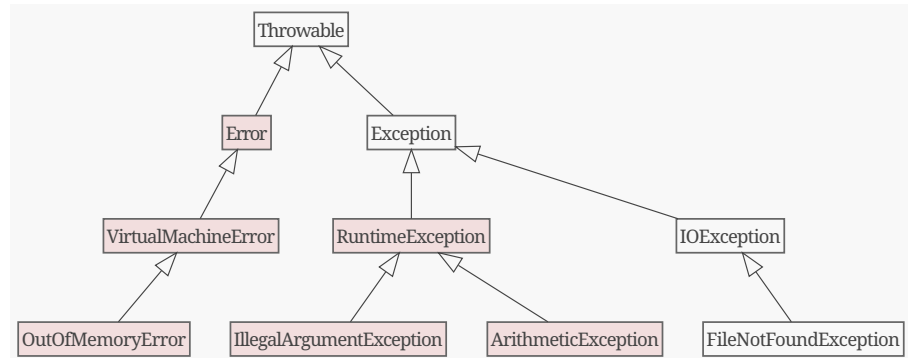 Throwable
Error
Exception
VirtualMachineError
RuntimeException
IOException
OutOfMemoryError
IllegalArgumentException
ArithmeticException
FileNotFoundException